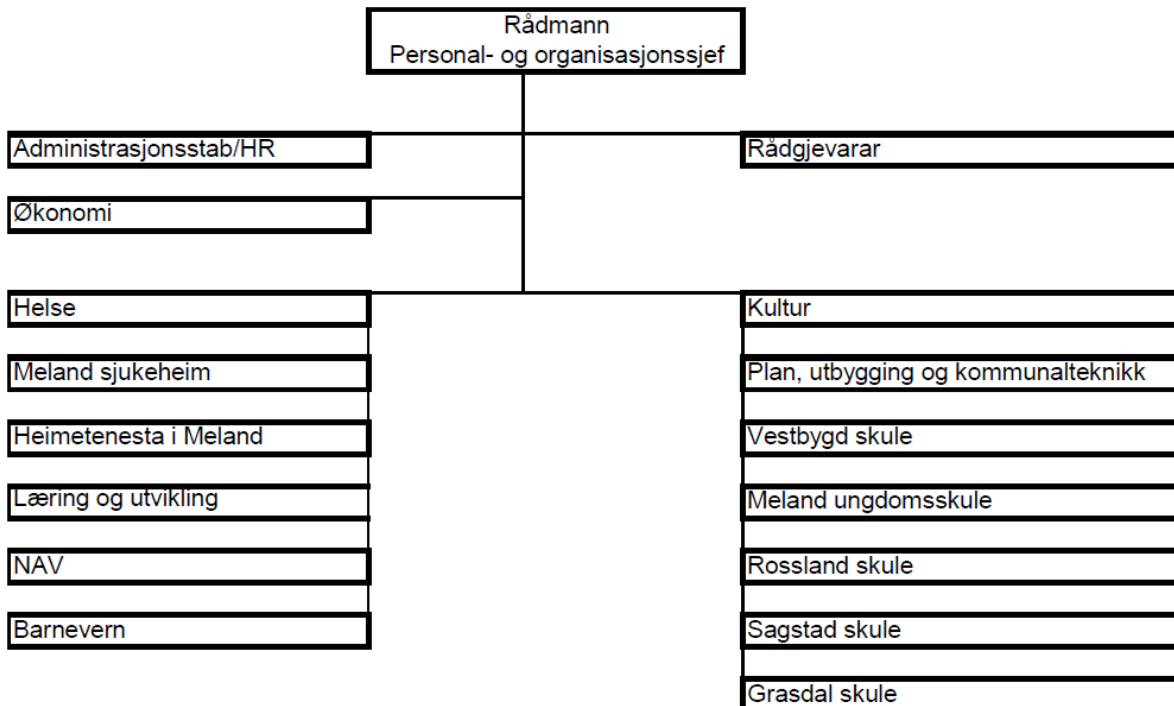 Rådmann
Personal- og organisasjonssjef
Administrasjonsstab/HR
Rådgjevarar
Økonomi
Helse
Kultur
Meland sjukeheim
Plan, utbygging og kommunalteknikk
Heimetenesta i Meland
Vestbygd skule
Læring og utvikling
Meland ungdomsskule
NAV
Rossland skule
Barnevern
Sagstad skule
Grasdal skule